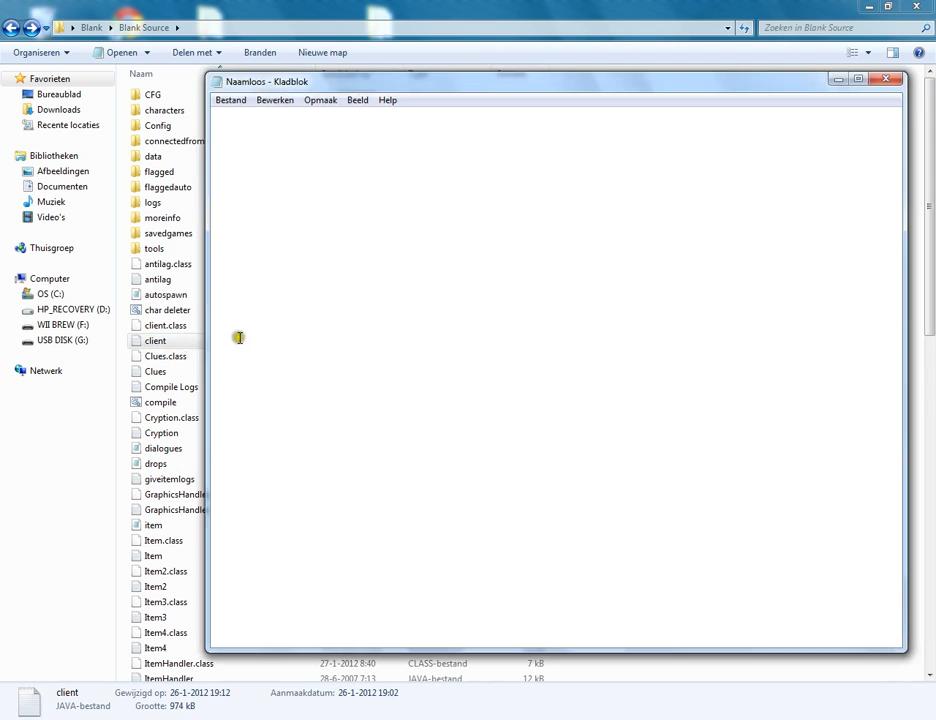 Blank
Blank Source
Zoeken in Blank Source
Organiseren
Openen
Delen met
Branden
Nieuwe map
Favorieten
Bureaublad
Downloads
Recente locaties
Bibliotheken
Afbeeldingen
Documenten
Muziek
Video's
Thuisgroep
Computer
OS (C:)
HP_RECOVERY (D:)
WII BREW (F:)
USB DISK (G:)
Netwerk
Naam
CFG
characters
Config
connectedfrom
data
flagged
flaggedauto
logs
moreinfo
savedgames
tools
antilag.class
antilag
autospawn
char deleter
client.class
client
Clues.class
Clues
Compile Logs
compile
Cryption.class
Cryption
dialogues
drops
giveitemlogs
GraphicsHandle
GraphicsHandle
item
Item.class
Item
Item2.class
Item2
Item3.class
Item3
Item4.class
Item4
ItemHandler.class 27-1-2012 8:40 CLASS-bestand 7 kB
ItemHandler 28-6-2007 7:13 JAVA-bestand 12 kB
Naamloos - Kladblok
Bestand Bewerken Opmaak Beeld Help
client Gewijzigd op: 26-1-2012 19:12 Aanmaakdatum: 26-1-2012 19:02
JAVA-bestand Grootte: 974 kB